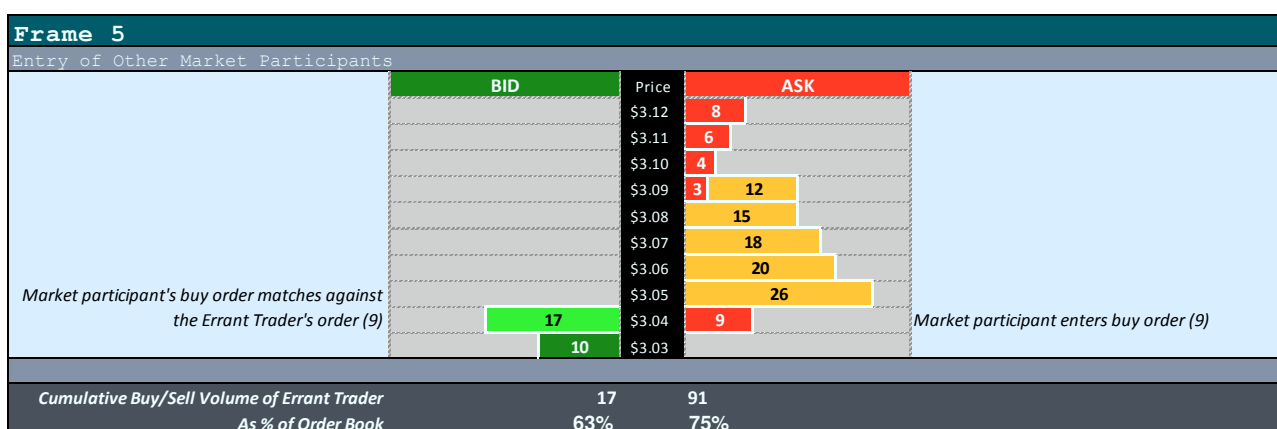 Frame 5
Entry of Other Market Participants
BID Price ASK
$3.12 8
$3.11 6
$3.10 4
$3.09 3 12
$3.08 15
$3.07 18
$3.06 20
Market participant's buy order matches against $3.05 26
the Errant Trader's order (9) 17 $3.04 9 Market participant enters buy order (9)
10 $3.03
Cumulative Buy/Sell Volume of Errant Trader 17 91
As % of Order Book 63% 75%